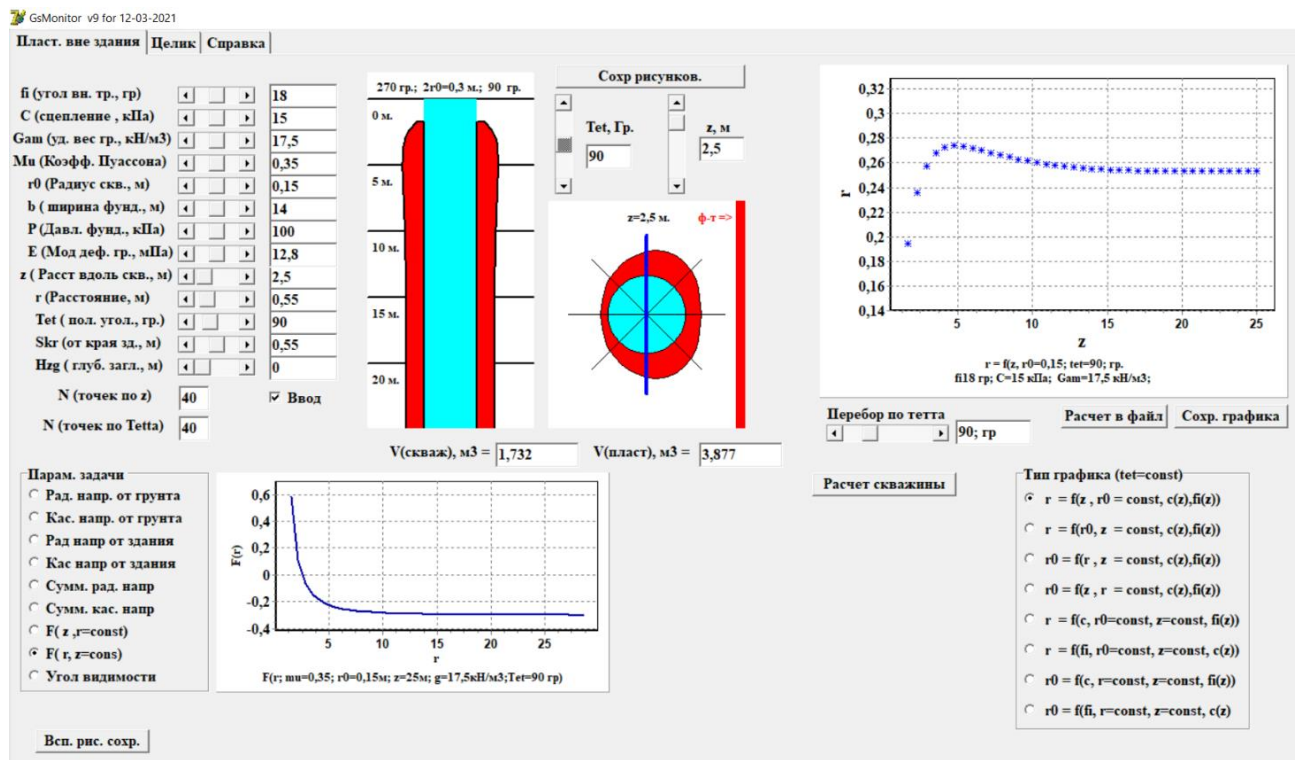 GsMonitor v9 for 12-03-2021
Пласт. вне здания Целик Справка
fi (угол вн. тр., гр) 18
C (сцепление , кПа) 15
Gam (уд. вес гр., кН/м3) 17,5
Mu (Коэфф. Пуассона) 0,35
r0 (Радиус скв., м) 0,15
b ( ширина фунд., м) 14
P (Давл. фунд., кПа) 100
E (Мод деф. гр., мПа) 12,8
z ( Расст вдоль скв., м) 2,5
r (Расстояние, м) 0,55
Tet ( пол. угол., гр.) 90
Skr (от края зд., м) 0,55
Hzg ( глуб. загл., м) 0
N (точек по z) 40
Ввод
N (точек по Tetta) 40
270 гр.; 2r0=0,3 м.; 90 гр.
0 м.
5 м.
10 м.
15 м.
20 м.
Сохр рисунков.
Tet, Гр.
90
z, м
2,5
z=2,5 м. ф-т =>
V(скваж), м3 = 1,732 V(пласт), м3 = 3,877
0,32
0,3
0,28
0,26
0,24
0,22
0,2
0,18
0,16
0,14
r
5 10 15 20 25
z
r = f(z, r0=0,15; tet=90; гр.
fi18 гр; C=15 кПа; Gam=17,5 кН/м3;
Перебор по тетта
90; гр
Расчет в файл Сохр. графика
Парам. задачи
Рад. напр. от грунта
Кас. напр. от грунта
Рад напр от здания
Кас напр от здания
Сумм. рад. напр
Сумм. кас. напр
F( z ,r=const)
F( r, z=cons)
Угол видимости
0,6
0,4
0,2
0
-0,2
-0,4
F(r)
5 10 15 20 25
r
F(r; mu=0,35; r0=0,15м; z=25м; g=17,5кН/м3;Tet=90 гр)
Расчет скважины
Тип графика (tet=const)
r = f(z , r0 = const, c(z),fi(z))
r = f(r0, z = const, c(z),fi(z))
r0 = f(r , z = const, c(z),fi(z))
r0 = f(z , r = const, c(z),fi(z))
r = f(c, r0=const, z=const, fi(z))
r = f(fi, r0=const, z=const, c(z))
r0 = f(c, r=const, z=const, fi(z))
r0 = f(fi, r=const, z=const, c(z)
Всп. рис. сохр.